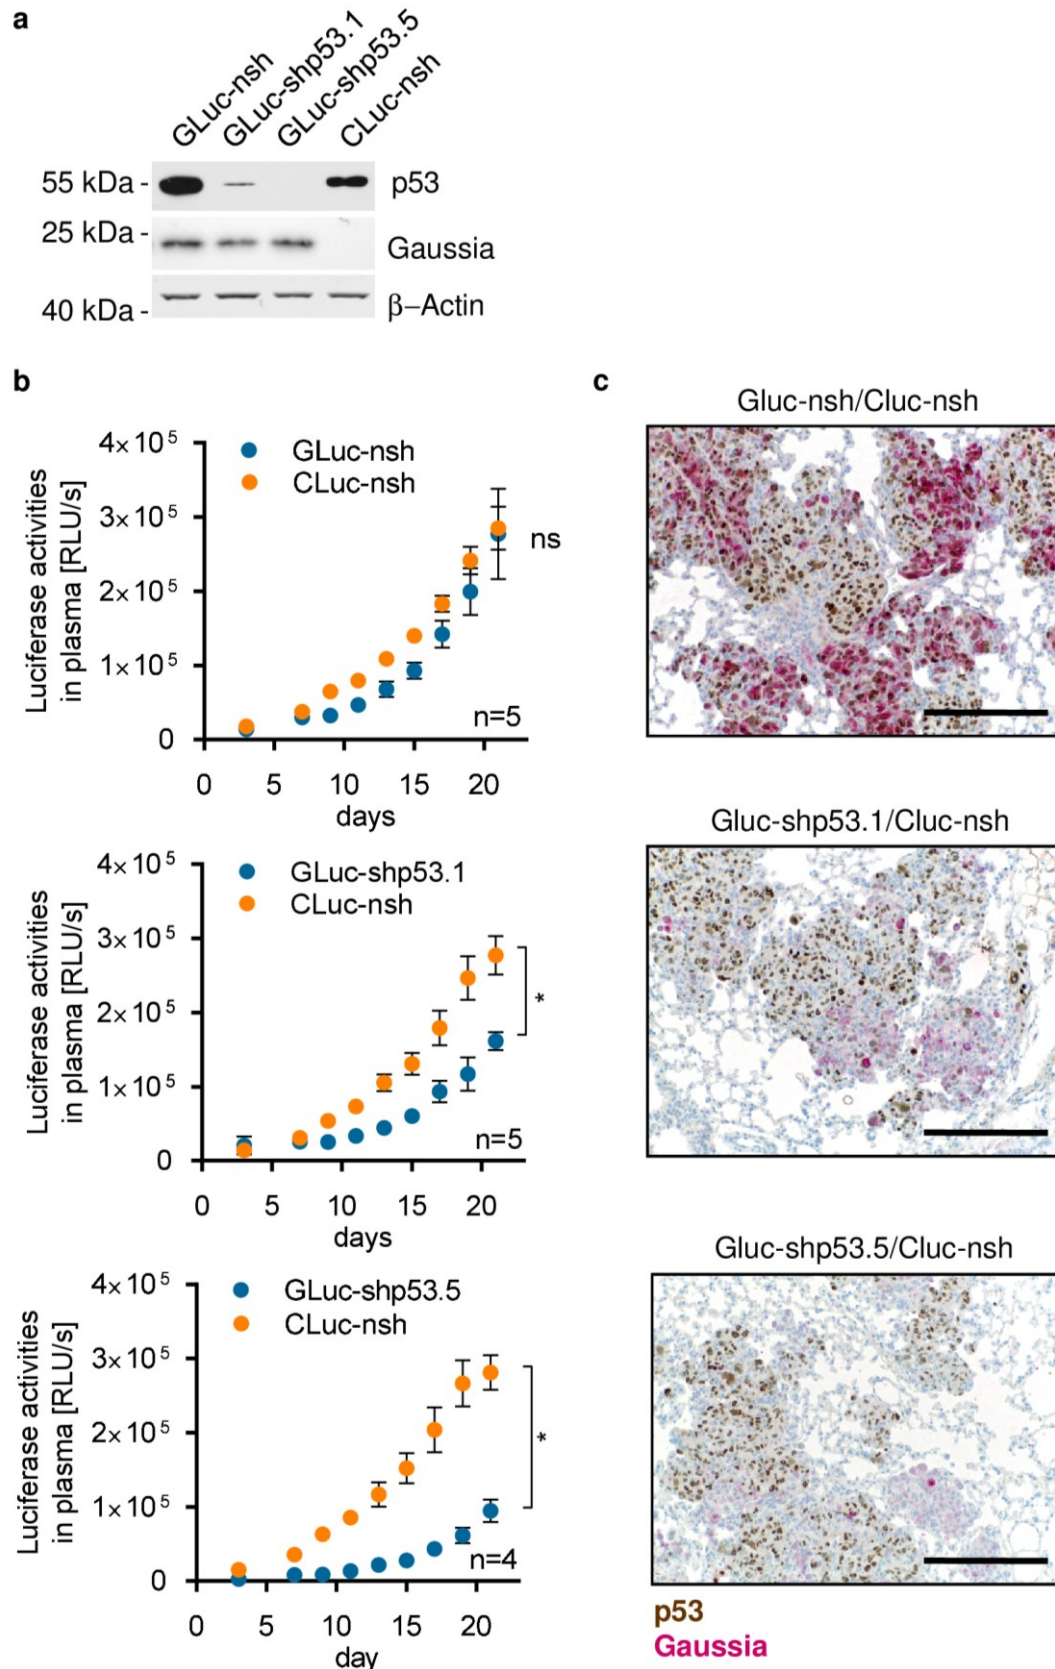 a
GLuc-nsh
GLuc-shp53.1
GLuc-shp53.5
CLuc-nsh
55 kDa - p53
25 kDa - Gaussia
40 kDa - β–Actin
b
Luciferase activities
in plasma [RLU/s]
4×10⁵
3×10⁵
2×10⁵
1×10⁵
0
GLuc-nsh
CLuc-nsh
ns
n=5
0 5 10 15 20
days
Luciferase activities
in plasma [RLU/s]
4×10⁵
3×10⁵
2×10⁵
1×10⁵
0
GLuc-shp53.1
CLuc-nsh
*
n=5
0 5 10 15 20
days
Luciferase activities
in plasma [RLU/s]
4×10⁵
3×10⁵
2×10⁵
1×10⁵
0
GLuc-shp53.5
CLuc-nsh
*
n=4
0 5 10 15 20
day
c
Gluc-nsh/Cluc-nsh
Gluc-shp53.1/Cluc-nsh
Gluc-shp53.5/Cluc-nsh
p53
Gaussia